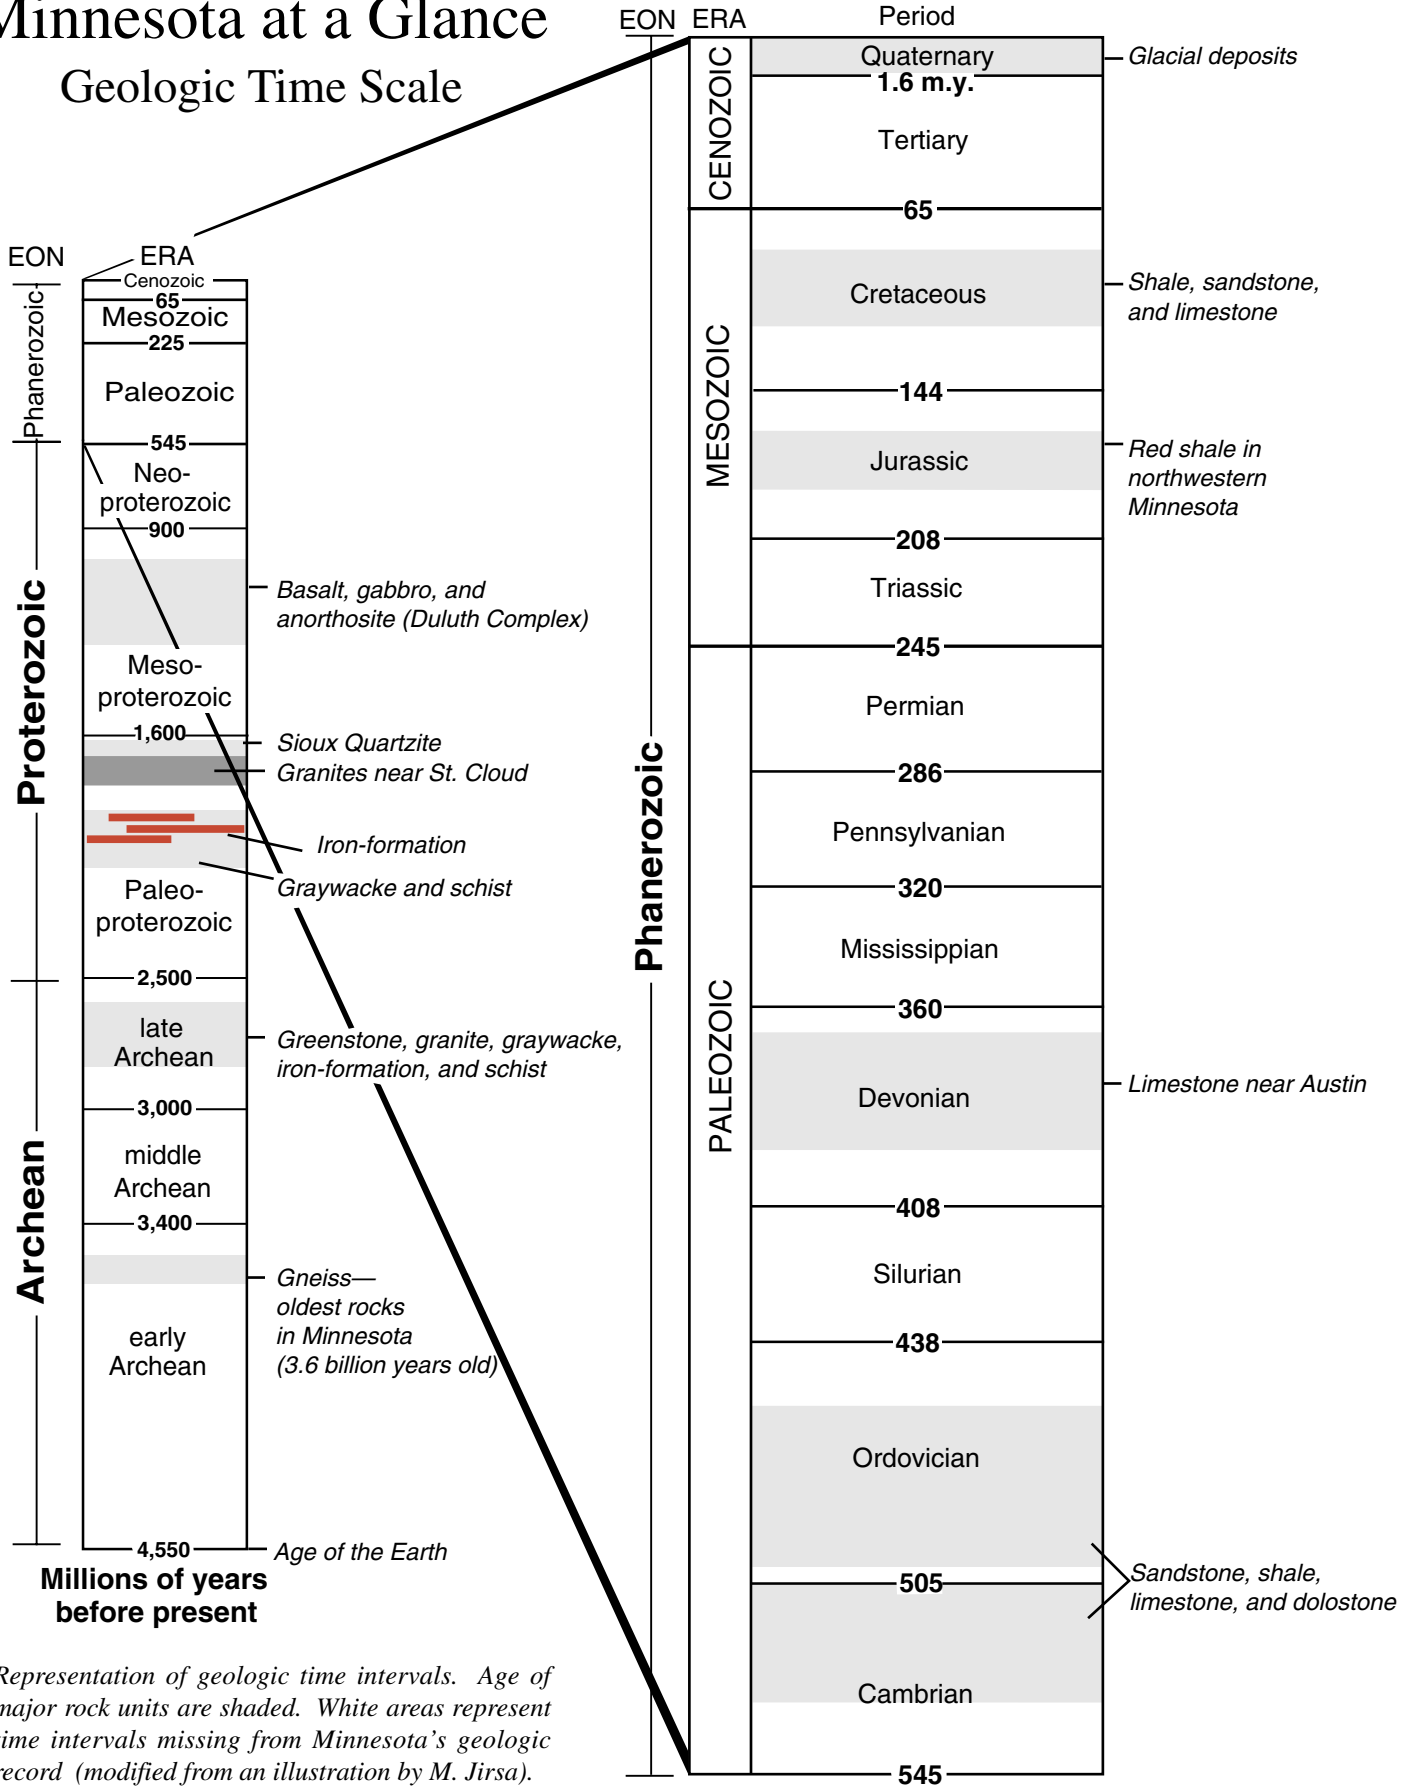 Minnesota at a Glance
Geologic Time Scale
EON
ERA
Cenozoic
65
Mesozoic
225
Paleozoic
545
Neo-
proterozoic
900
Meso-
proterozoic
1,600
Paleo-
proterozoic
2,500
late
Archean
3,000
middle
Archean
3,400
early
Archean
4,550
Phanerozoic
Proterozoic
Archean
Basalt, gabbro, and
anorthosite (Duluth Complex)
Sioux Quartzite
Granites near St. Cloud
Iron-formation
Graywacke and schist
Greenstone, granite, graywacke,
iron-formation, and schist
Gneiss—
oldest rocks
in Minnesota
(3.6 billion years old)
Age of the Earth
Millions of years
before present
Representation of geologic time intervals. Age of
major rock units are shaded. White areas represent
time intervals missing from Minnesota's geologic
record (modified from an illustration by M. Jirsa).
EON
ERA
Period
Phanerozoic
CENOZOIC
MESOZOIC
PALEOZOIC
Quaternary
1.6 m.y.
Tertiary
65
Cretaceous
144
Jurassic
208
Triassic
245
Permian
286
Pennsylvanian
320
Mississippian
360
Devonian
408
Silurian
438
Ordovician
505
Cambrian
545
Glacial deposits
Shale, sandstone,
and limestone
Red shale in
northwestern
Minnesota
Limestone near Austin
Sandstone, shale,
limestone, and dolostone